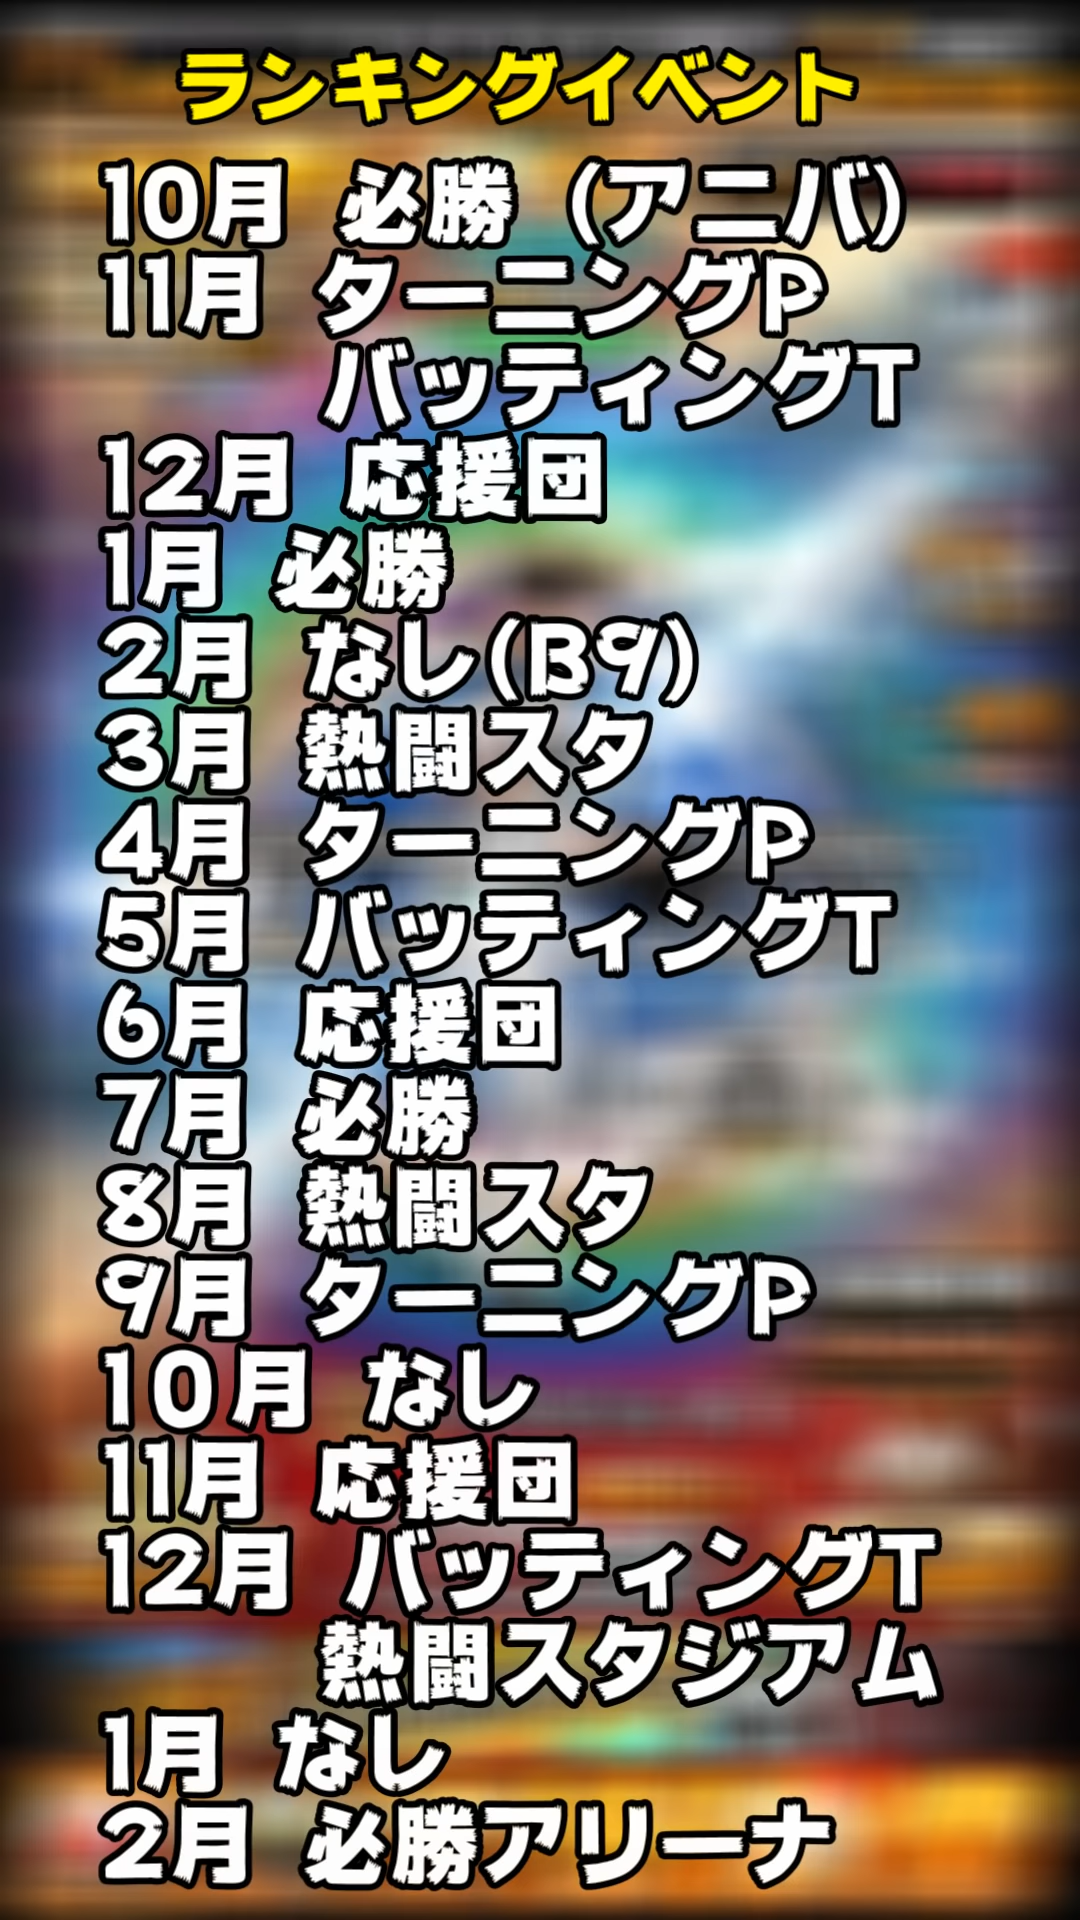 ランキングイベント
10月 必勝 (アニバ)
11月 ターニングP
バッティングT
12月 応援団
1月 必勝
2月 なし(B9)
3月 熱闘スタ
4月 ターニングP
5月 バッティングT
6月 応援団
7月 必勝
8月 熱闘スタ
9月 ターニングP
10月 なし
11月 応援団
12月 バッティングT
熱闘スタジアム
1月 なし
2月 必勝アリーナ